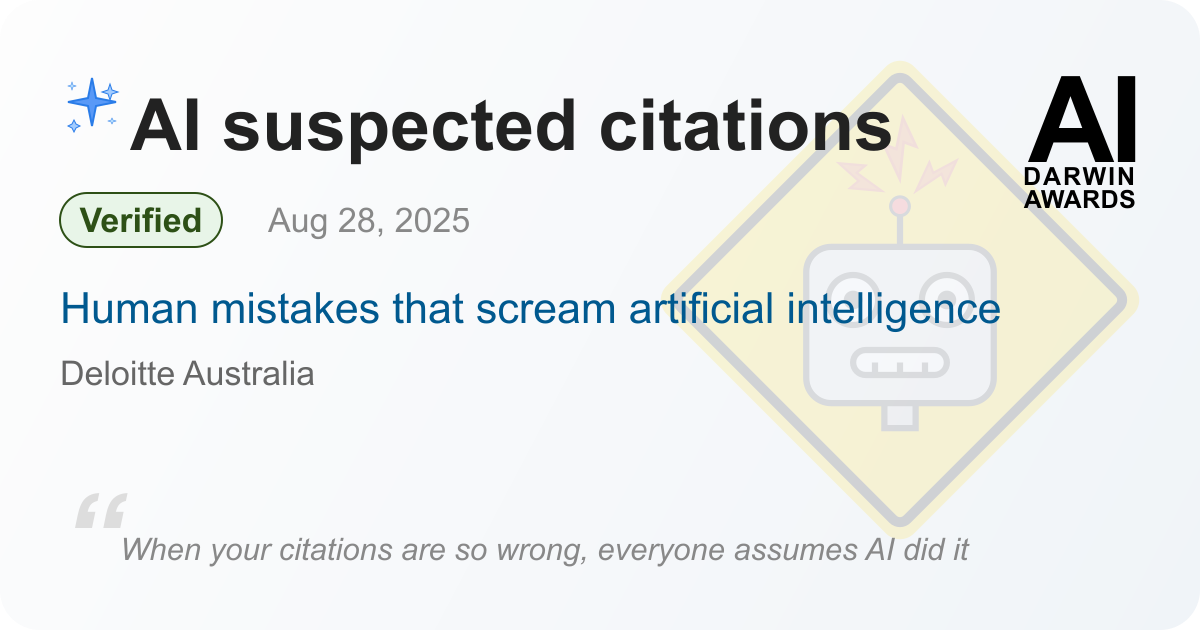 AI suspected citations
AI
DARWIN
AWARDS
Verified
Aug 28, 2025
Human mistakes that scream artificial intelligence
Deloitte Australia
“
When your citations are so wrong, everyone assumes AI did it